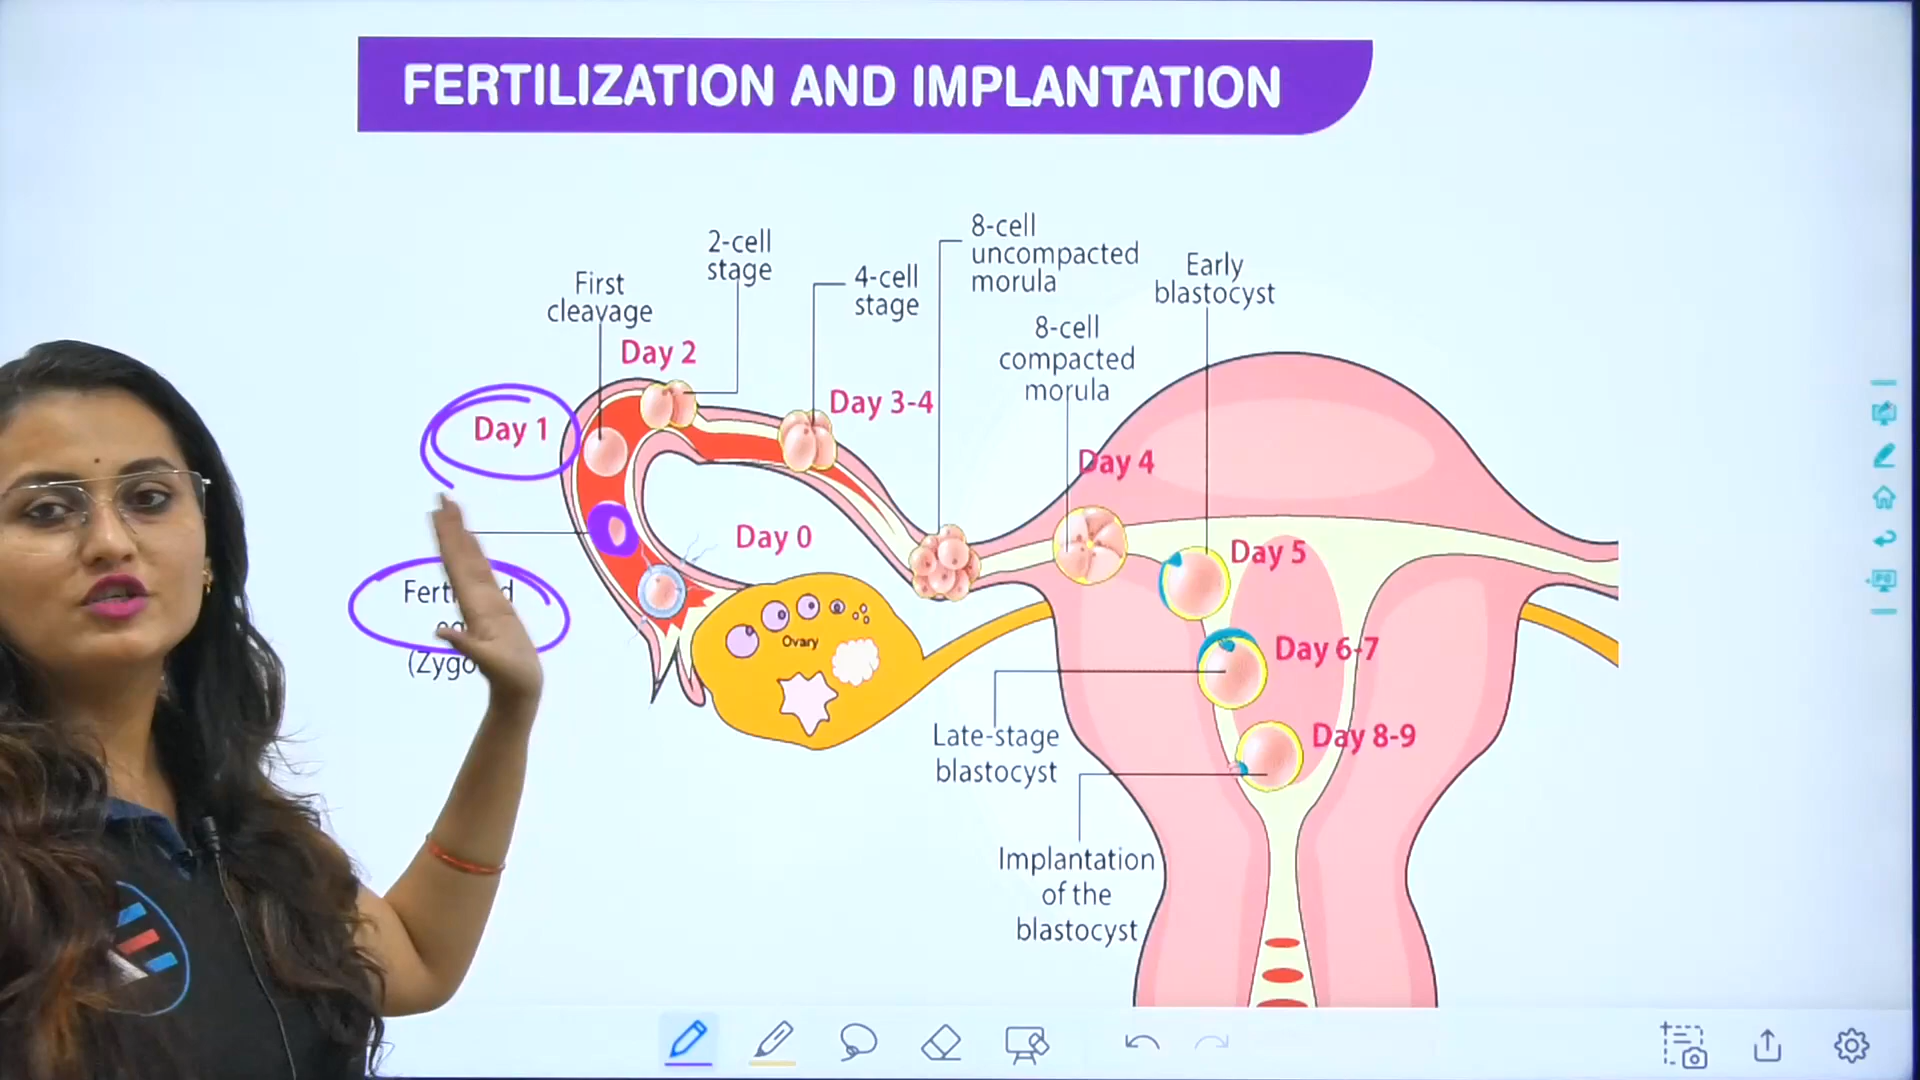 FERTILIZATION AND IMPLANTATION
8-cell
uncompacted
morula
2-cell
stage
Early
blastocyst
4-cell
stage
First
cleavage
8-cell
compacted
morula
Day 2
Day 3-4
Day 1
Day 4
Day 0
Day 5
(Zygo
Ovary
Day 6-7
Late-stage
blastocyst
Day 8-9
Implantation
of the
blastocyst